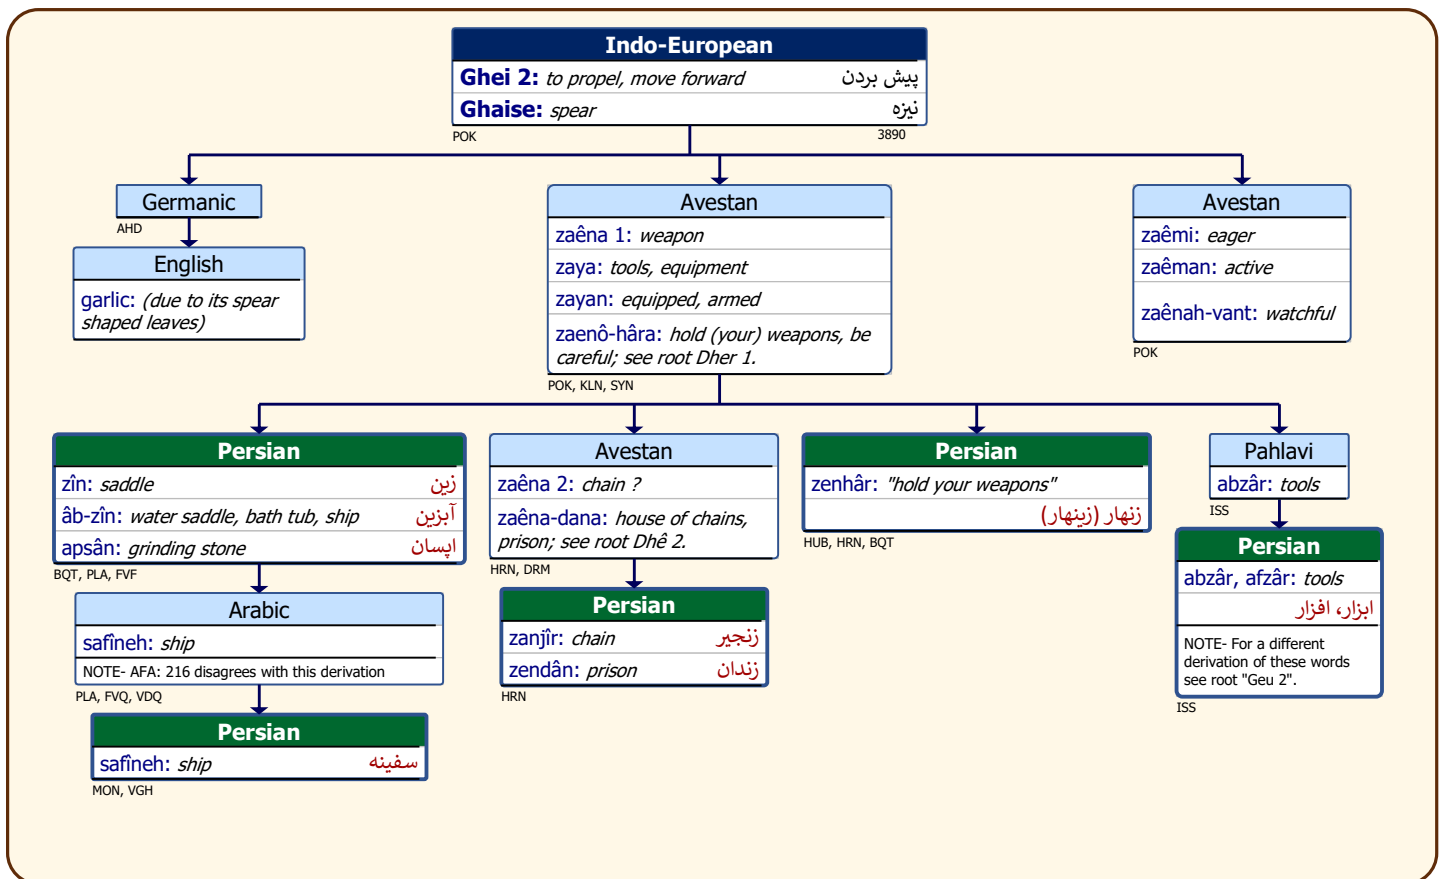 Indo-European
Ghei 2: to propel, move forward پیش بردن
Ghaise: spear نیزه
POK 3890
Germanic
AHD
English
garlic: (due to its spear
shaped leaves)
Avestan
zaêna 1: weapon
zaya: tools, equipment
zayan: equipped, armed
zaenô-hâra: hold (your) weapons, be
careful; see root Dher 1.
POK, KLN, SYN
Avestan
zaêmi: eager
zaêman: active
zaênah-vant: watchful
POK
Persian
zîn: saddle زین
âb-zîn: water saddle, bath tub, ship آبزین
apsân: grinding stone اپسان
BQT, PLA, FVF
Arabic
safîneh: ship
NOTE- AFA: 216 disagrees with this derivation
PLA, FVQ, VDQ
Persian
safîneh: ship سفینه
MON, VGH
Avestan
zaêna 2: chain ?
zaêna-dana: house of chains,
prison; see root Dhê 2.
HRN, DRM
Persian
zanjîr: chain زنجیر
zendân: prison زندان
HRN
Persian
zenhâr: "hold your weapons"
زنهار (زینهار)
HUB, HRN, BQT
Pahlavi
abzâr: tools
ISS
Persian
abzâr, afzâr: tools
ابزار، افزار
NOTE- For a different
derivation of these words
see root "Geu 2".
ISS